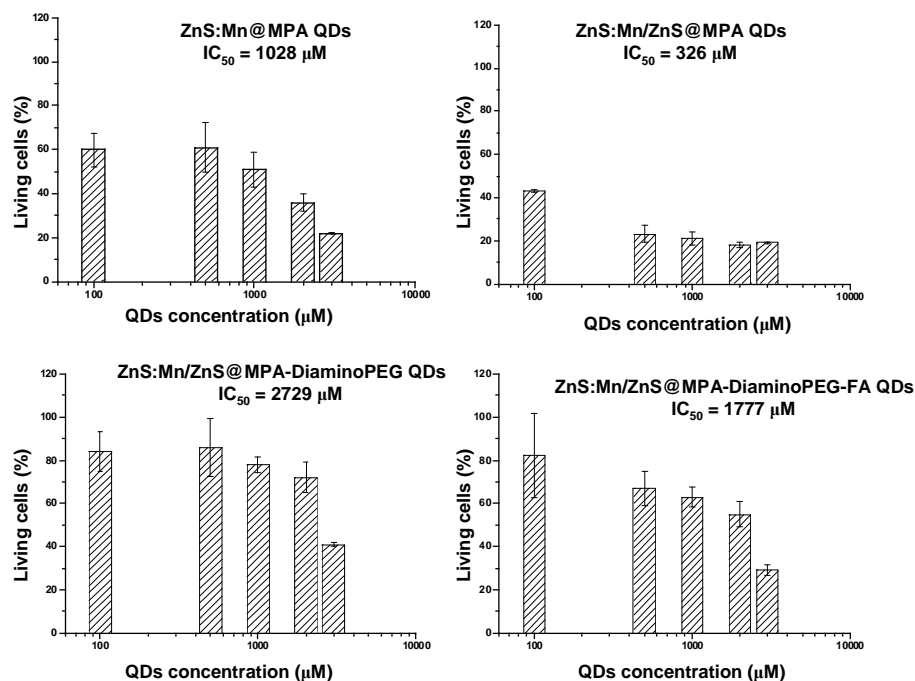 ZnS:Mn@MPA QDs
IC50 = 1028 μM
120
100
80
60
40
20
0
Living cells (%)
100
1000
10000
QDs concentration (μM)
ZnS:Mn/ZnS@MPA QDs
IC50 = 326 μM
120
100
80
60
40
20
0
Living cells (%)
100
1000
10000
QDs concentration (μM)
ZnS:Mn/ZnS@MPA-DiaminoPEG QDs
IC50 = 2729 μM
120
100
80
60
40
20
0
Living cells (%)
100
1000
10000
QDs concentration (μM)
ZnS:Mn/ZnS@MPA-DiaminoPEG-FA QDs
IC50 = 1777 μM
120
100
80
60
40
20
0
Living cells (%)
100
1000
10000
QDs concentration (μM)